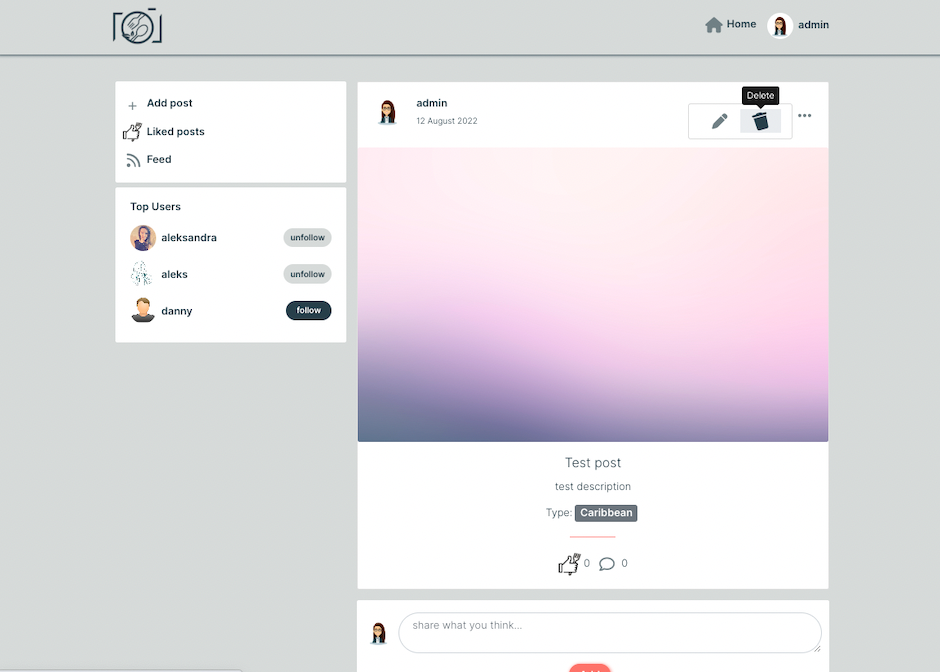 Home
admin
Add post
Liked posts
Feed
Top Users
aleksandra
unfollow
aleks
unfollow
danny
follow
admin
12 August 2022
Delete
Test post
test description
Type: Caribbean
0
0
share what you think...